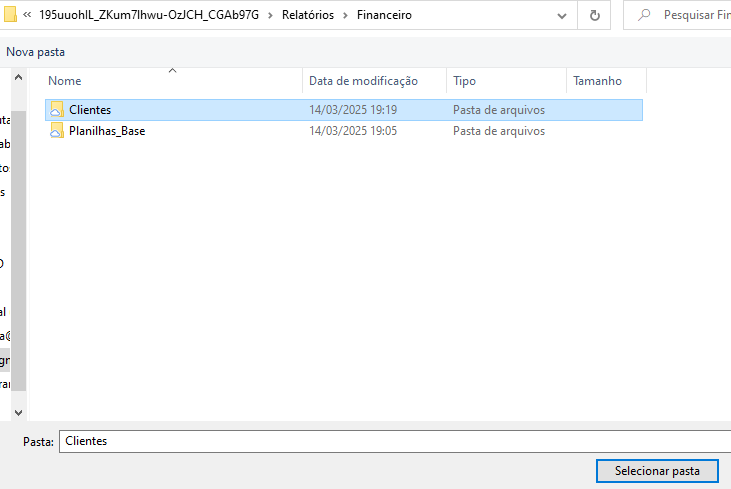 195uuohIL_ZKum7Ihwu-OzJCH_CGAb97G > Relatórios > Financeiro
Pesquisar Fin
Nova pasta
Nome Data de modificação Tipo Tamanho
Clientes 14/03/2025 19:19 Pasta de arquivos
Planilhas_Base 14/03/2025 19:05 Pasta de arquivos
Pasta: Clientes
Selecionar pasta